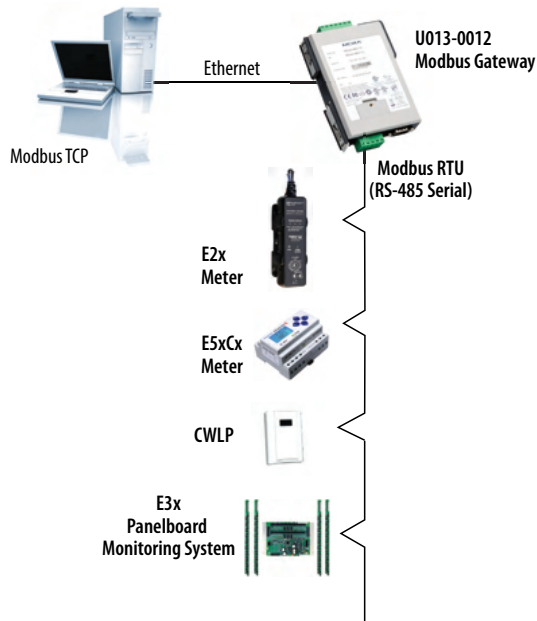 U013-0012
Modbus Gateway
Ethernet
Modbus TCP
Modbus RTU
(RS-485 Serial)
E2x
Meter
E5xCx
Meter
CWLP
E3x
Panelboard
Monitoring System